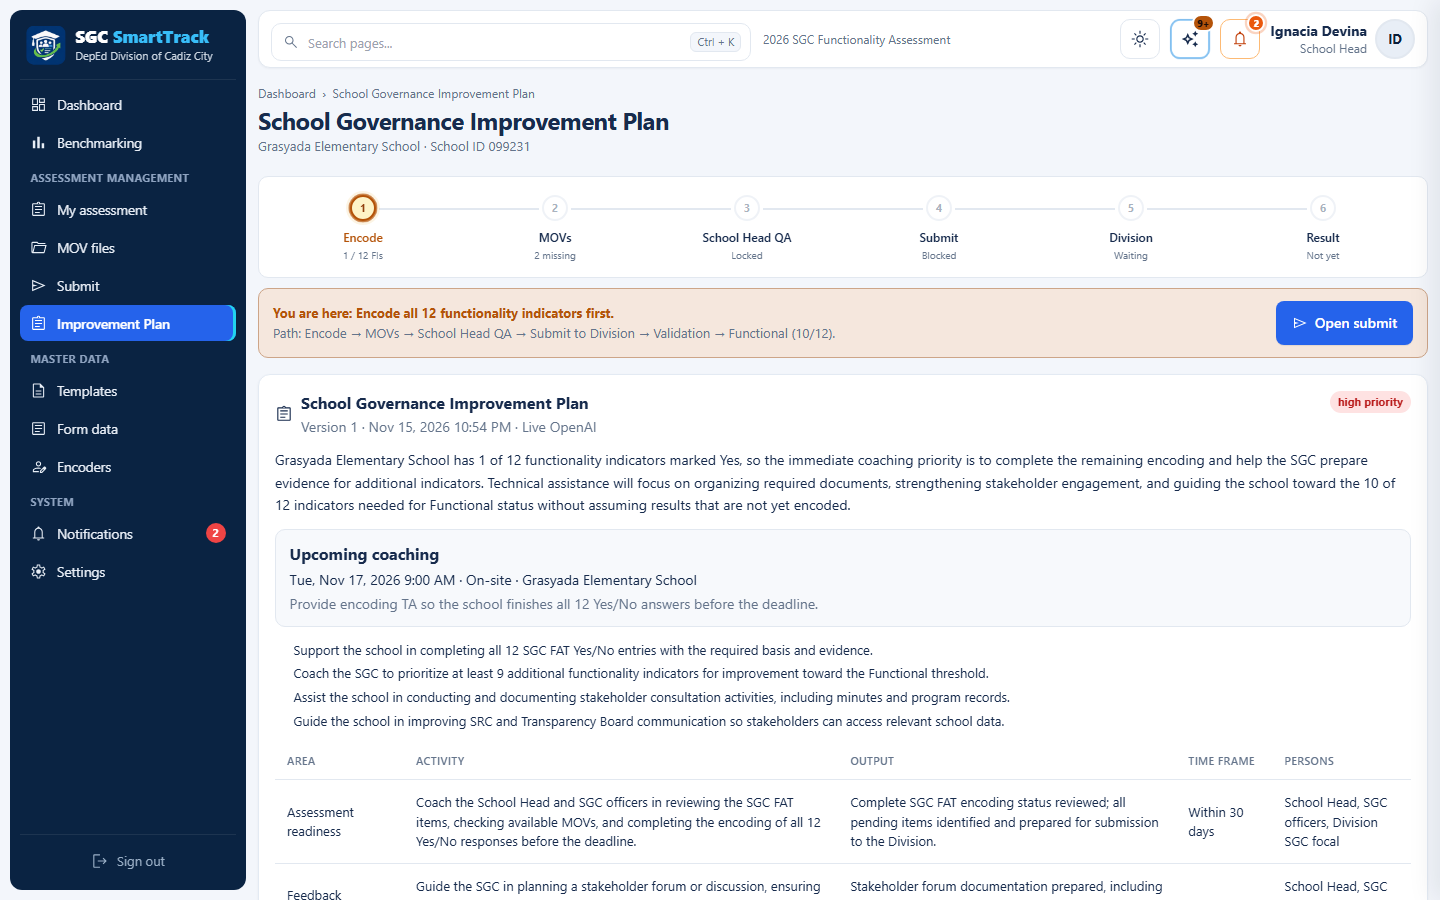 SGC SmartTrack
DepEd Division of Cadiz City
Dashboard
Benchmarking
ASSESSMENT MANAGEMENT
My assessment
MOV files
Submit
Improvement Plan
MASTER DATA
Templates
Form data
Encoders
SYSTEM
Notifications
2
Settings
Sign out
Search pages...
Ctrl + K
2026 SGC Functionality Assessment
9+
2
Ignacia Devina
School Head
ID
Dashboard › School Governance Improvement Plan
School Governance Improvement Plan
Grasyada Elementary School · School ID 099231
1
Encode
1 / 12 FIs
2
MOVs
2 missing
3
School Head QA
Locked
4
Submit
Blocked
5
Division
Waiting
6
Result
Not yet
You are here: Encode all 12 functionality indicators first.
Path: Encode → MOVs → School Head QA → Submit to Division → Validation → Functional (10/12).
Open submit
School Governance Improvement Plan
Version 1 · Nov 15, 2026 10:54 PM · Live OpenAI
high priority
Grasyada Elementary School has 1 of 12 functionality indicators marked Yes, so the immediate coaching priority is to complete the remaining encoding and help the SGC prepare
evidence for additional indicators. Technical assistance will focus on organizing required documents, strengthening stakeholder engagement, and guiding the school toward the 10 of
12 indicators needed for Functional status without assuming results that are not yet encoded.
Upcoming coaching
Tue, Nov 17, 2026 9:00 AM · On-site · Grasyada Elementary School
Provide encoding TA so the school finishes all 12 Yes/No answers before the deadline.
Support the school in completing all 12 SGC FAT Yes/No entries with the required basis and evidence.
Coach the SGC to prioritize at least 9 additional functionality indicators for improvement toward the Functional threshold.
Assist the school in conducting and documenting stakeholder consultation activities, including minutes and program records.
Guide the school in improving SRC and Transparency Board communication so stakeholders can access relevant school data.
AREA ACTIVITY OUTPUT TIME FRAME PERSONS
Assessment
readiness
Coach the School Head and SGC officers in reviewing the SGC FAT
items, checking available MOVs, and completing the encoding of all 12
Yes/No responses before the deadline.
Complete SGC FAT encoding status reviewed; all
pending items identified and prepared for submission
to the Division.
Within 30
days
School Head, SGC
officers, Division
SGC focal
Feedback
Guide the SGC in planning a stakeholder forum or discussion, ensuring
Stakeholder forum documentation prepared, including
School Head, SGC